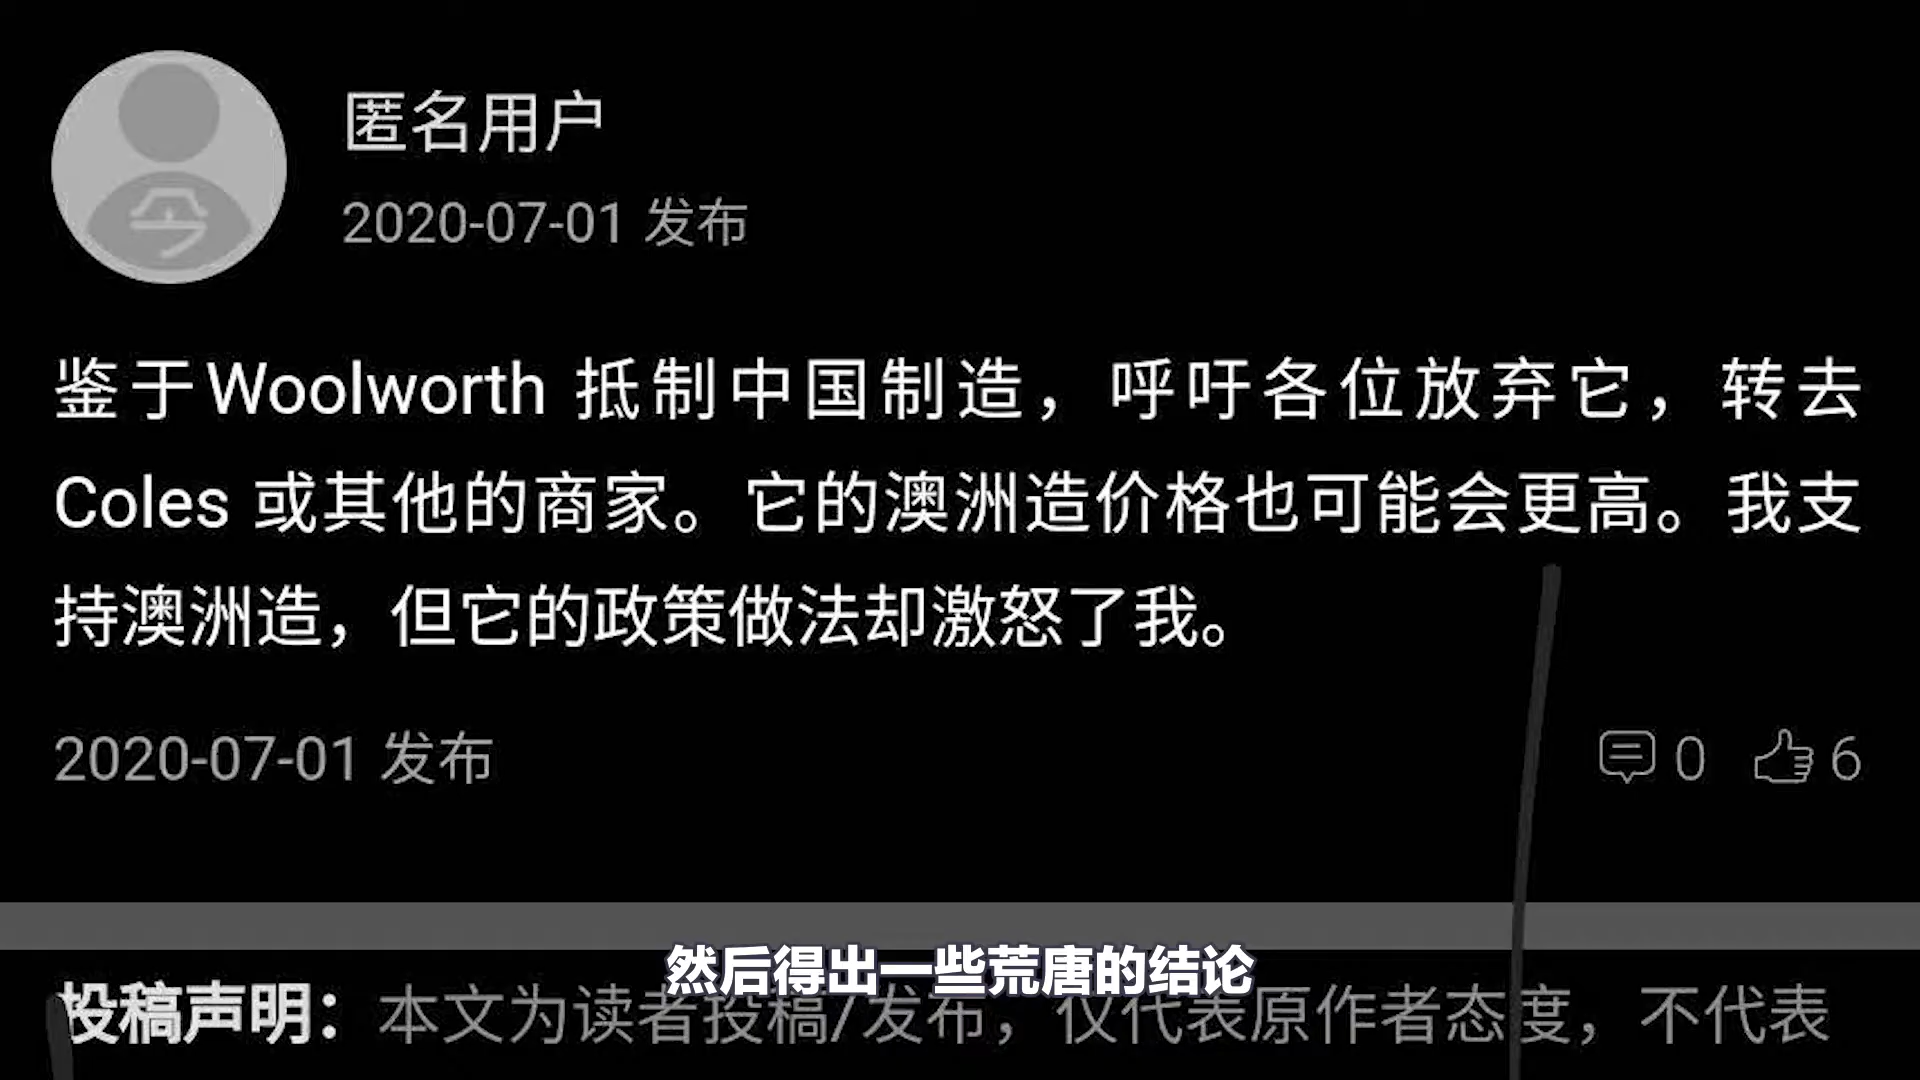 匿名用户
2020-07-01 发布
鉴于Woolworth 抵制中国制造，呼吁各位放弃它，转去
Coles 或其他的商家。它的澳洲造价格也可能会更高。我支
持澳洲造，但它的政策做法却激怒了我。
2020-07-01 发布
0 6
然后得出一些荒唐的结论
投稿声明：本文为读者投稿/发布，仅代表原作者态度，不代表